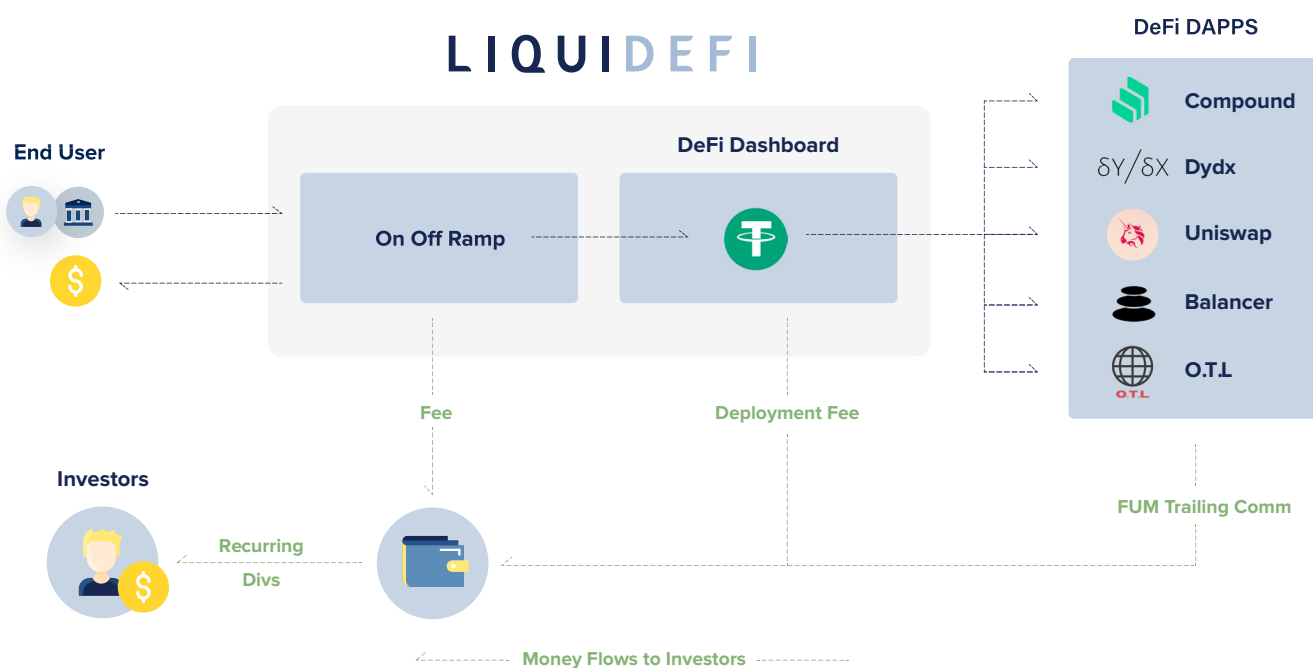 DeFi DAPPS
LIQUIDEFI
Compound
DeFi Dashboard
End User
δY/δX Dydx
On Off Ramp
Uniswap
$
Balancer
O.T.L
O.T.L
Fee
Deployment Fee
Investors
FUM Trailing Comm
Recurring
Divs
$
Money Flows to Investors